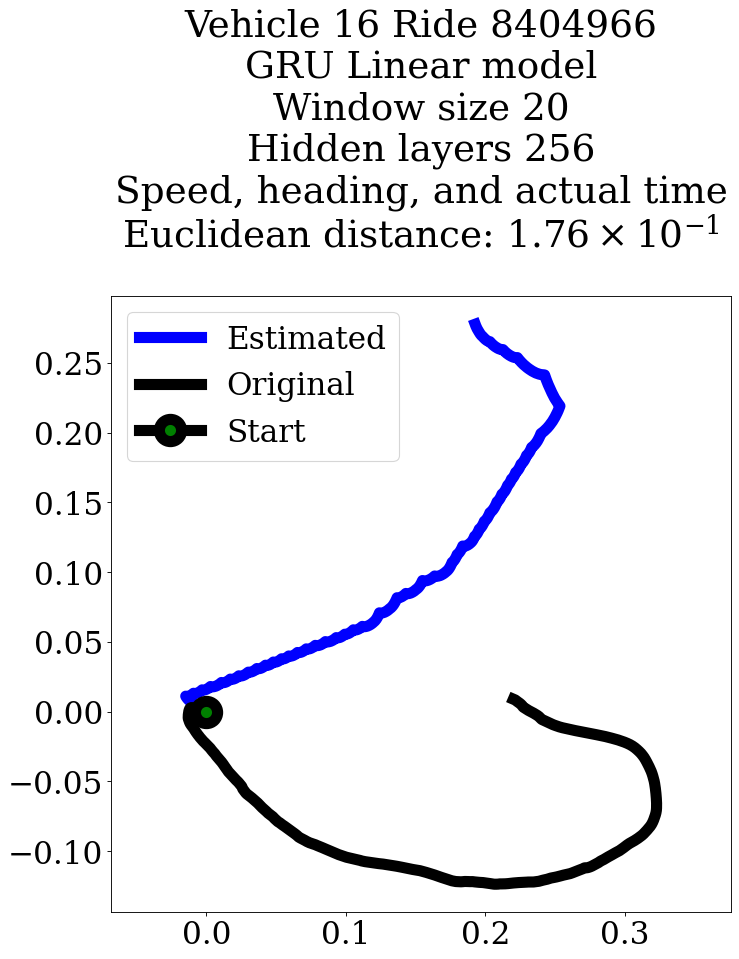 Vehicle 16 Ride 8404966
GRU Linear model
Window size 20
Hidden layers 256
Speed, heading, and actual time
Euclidean distance: 1.76 × 10⁻¹
Estimated
Original
Start
0.25
0.20
0.15
0.10
0.05
0.00
−0.05
−0.10
0.0 0.1 0.2 0.3